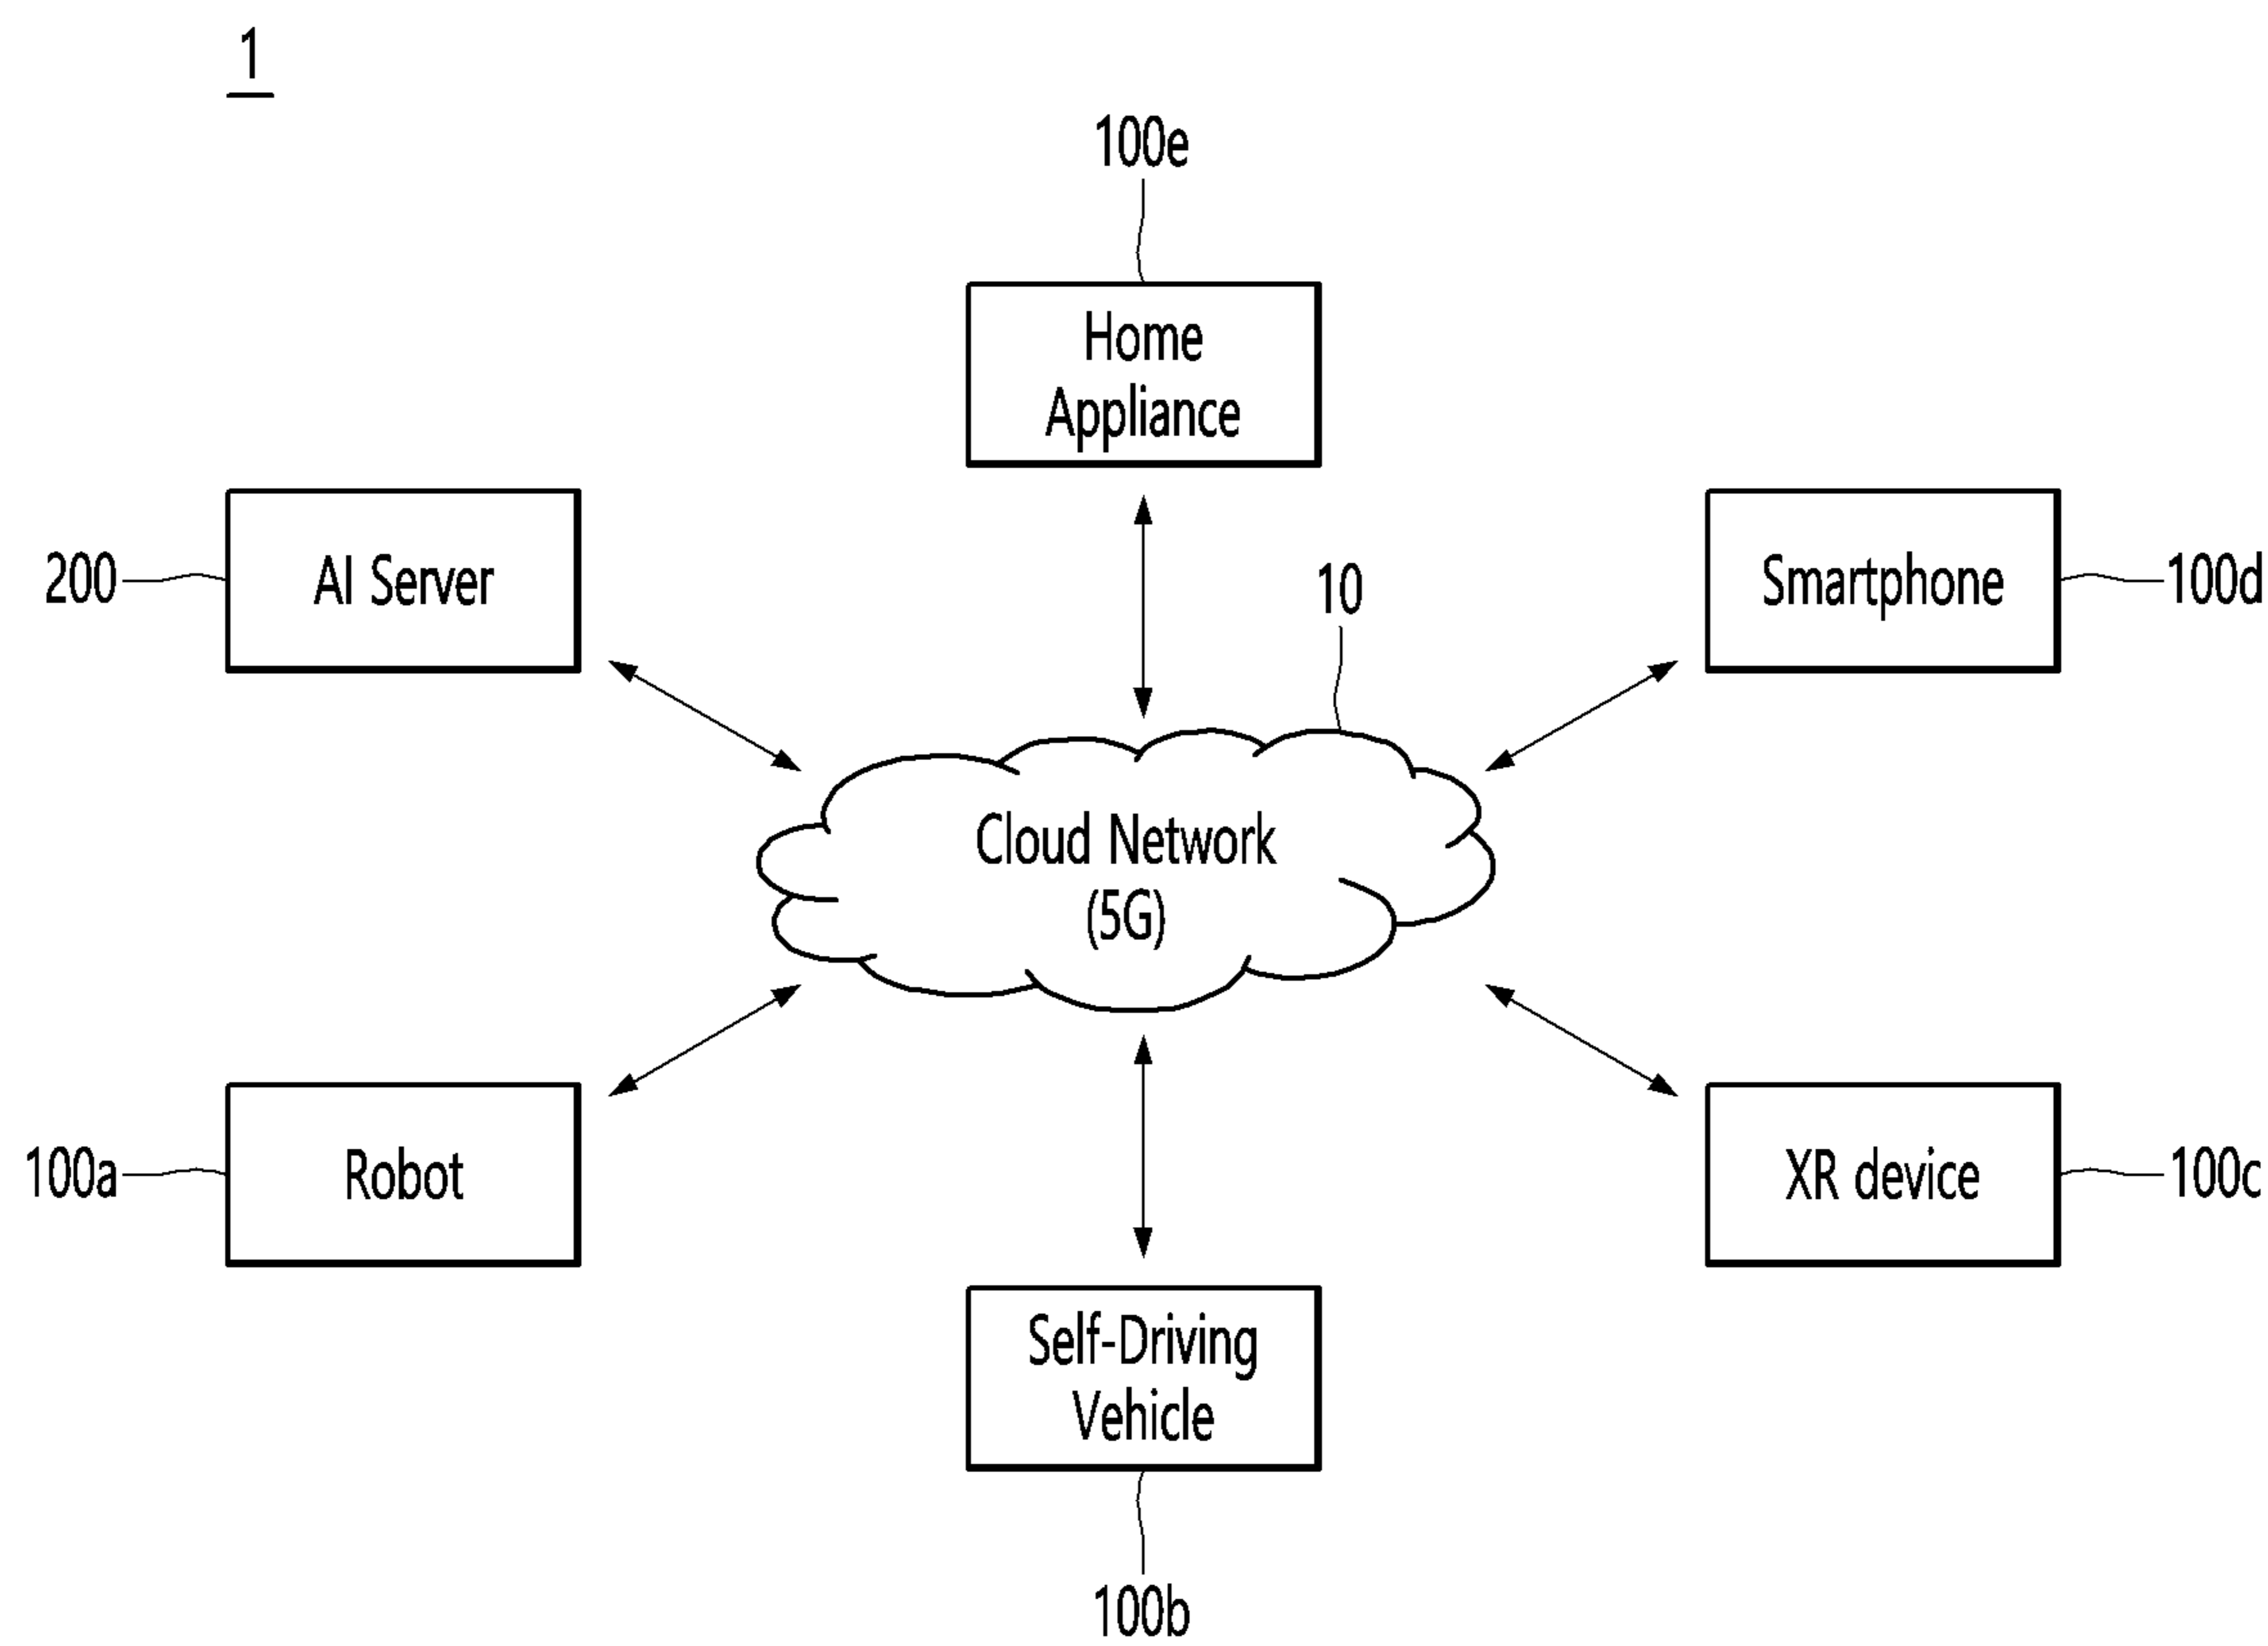 1
100e
Home
Appliance
200
AI Server
10
Smartphone
100d
Cloud Network
(5G)
100a
Robot
XR device
100c
Self-Driving
Vehicle
100b